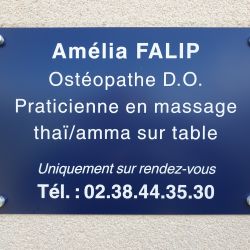 Amélia FALIP
Ostéopathe D.O.
Praticienne en massage
thaï/amma sur table
Uniquement sur rendez-vous
Tél. : 02.38.44.35.30